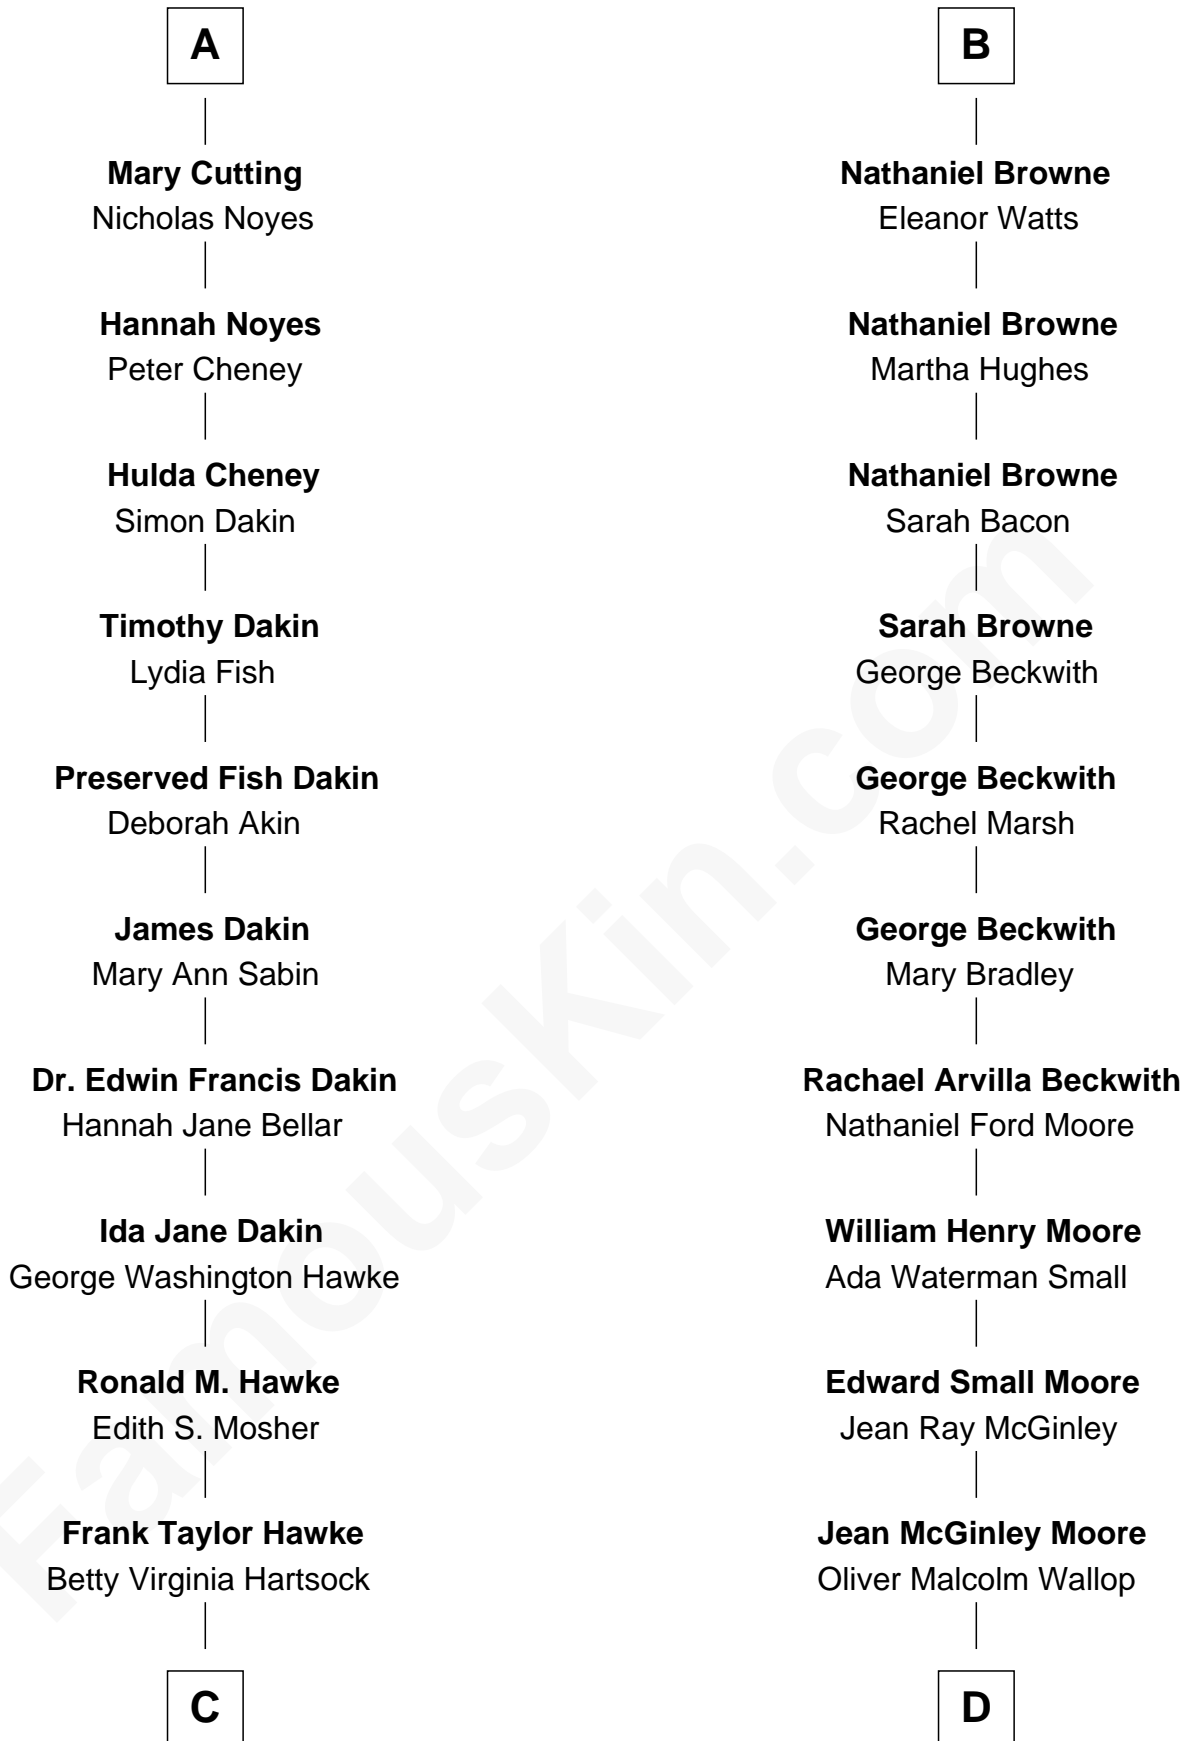 A
Mary Cutting
Nicholas Noyes
Hannah Noyes
Peter Cheney
Hulda Cheney
Simon Dakin
Timothy Dakin
Lydia Fish
Preserved Fish Dakin
Deborah Akin
James Dakin
Mary Ann Sabin
Dr. Edwin Francis Dakin
Hannah Jane Bellar
Ida Jane Dakin
George Washington Hawke
Ronald M. Hawke
Edith S. Mosher
Frank Taylor Hawke
Betty Virginia Hartsock
C
B
Nathaniel Browne
Eleanor Watts
Nathaniel Browne
Martha Hughes
Nathaniel Browne
Sarah Bacon
Sarah Browne
George Beckwith
George Beckwith
Rachel Marsh
George Beckwith
Mary Bradley
Rachael Arvilla Beckwith
Nathaniel Ford Moore
William Henry Moore
Ada Waterman Small
Edward Small Moore
Jean Ray McGinley
Jean McGinley Moore
Oliver Malcolm Wallop
D
FamousKin.com